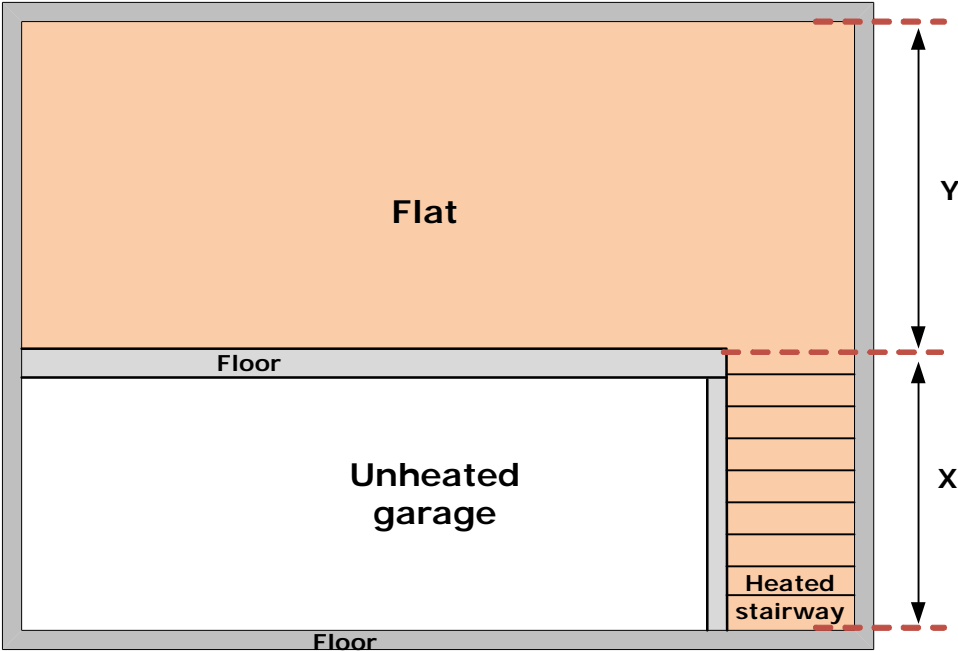 Flat
Y
Floor
Unheated
garage
X
Heated
stairway
Floor